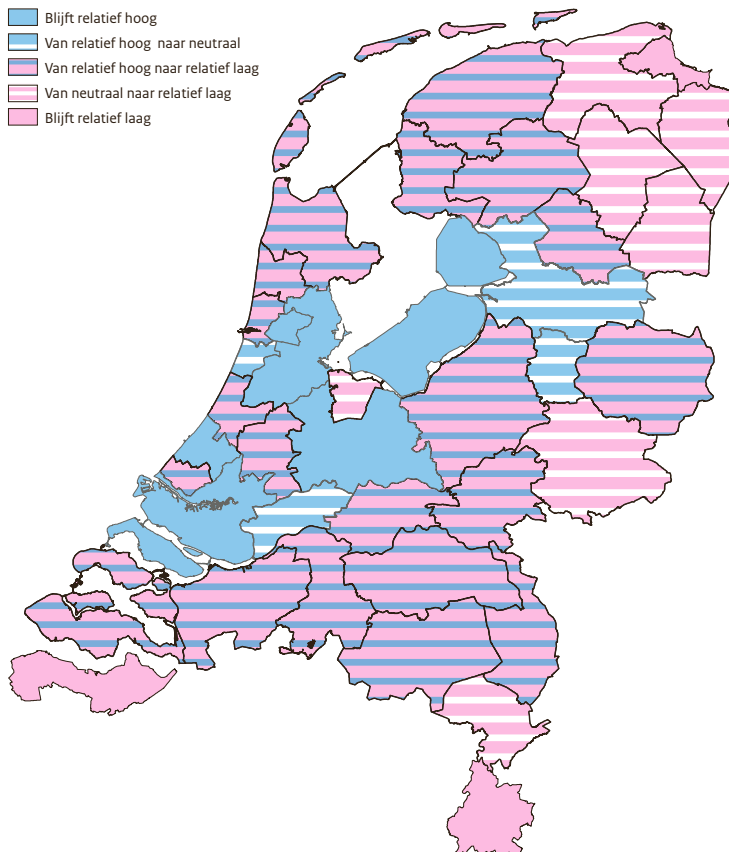 Blijft relatief hoog
Van relatief hoog naar neutraal
Van relatief hoog naar relatief laag
Van neutraal naar relatief laag
Blijft relatief laag